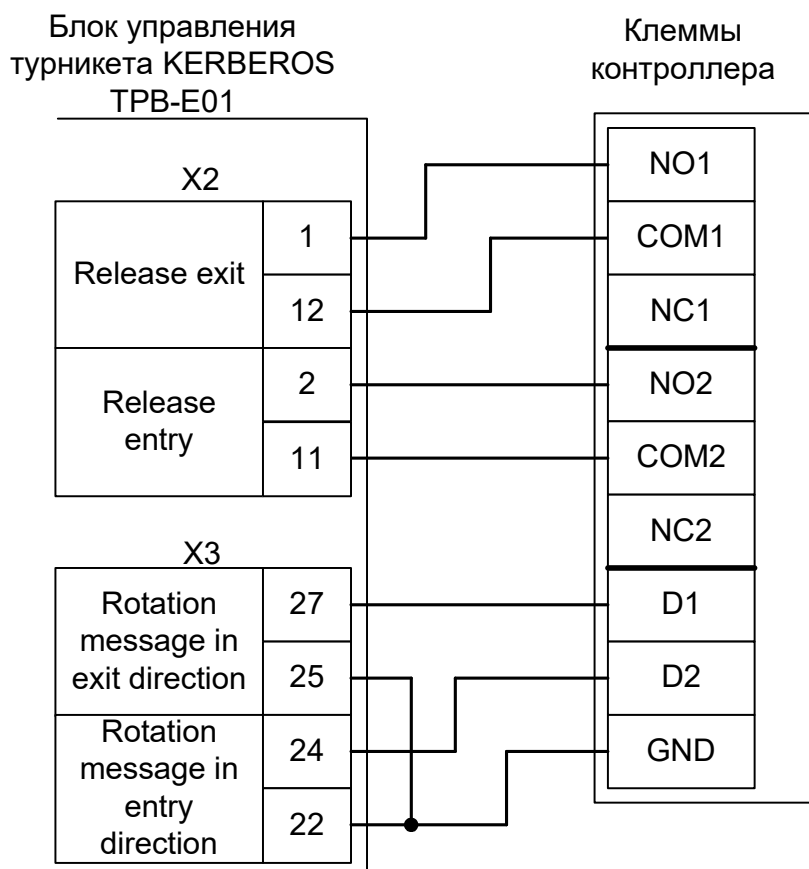 Блок управления
турникета KERBEROS
TPB-E01
Клеммы
контроллера
X2
Release exit
1
12
Release
entry
2
11
X3
Rotation
message in
exit direction
27
25
Rotation
message in
entry
direction
24
22
NO1
COM1
NC1
NO2
COM2
NC2
D1
D2
GND